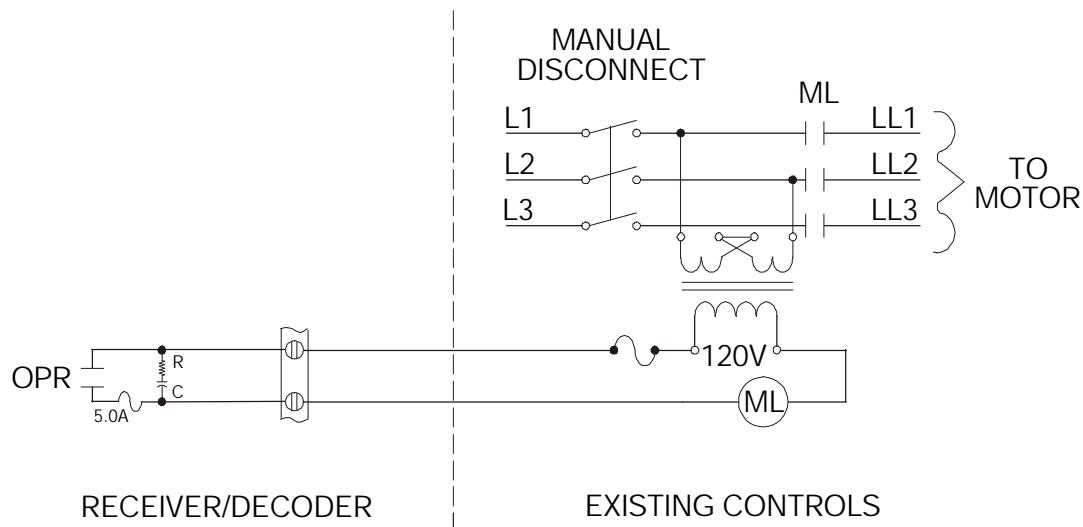 MANUAL
DISCONNECT
ML
L1
LL1
L2
LL2
TO
MOTOR
L3
LL3
R
120V
OPR
C
ML
5.0A
RECEIVER/DECODER
EXISTING CONTROLS